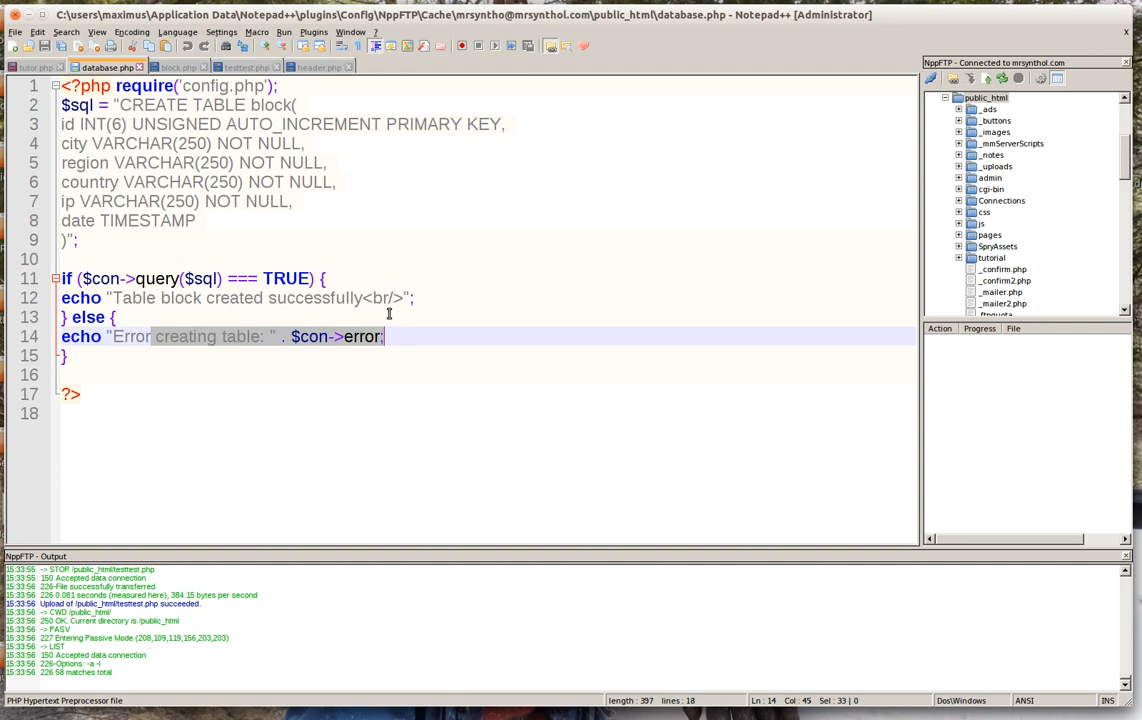 C:\users\maximus\Application Data\Notepad++\plugins\Config\NppFTP\Cache\mrsyntho@mrsynthol.com\public_html\database.php - Notepad++ [Administrator]
File Edit Search View Encoding Language Settings Macro Run Plugins Window ? X
tutor.php database.php block.php testtest.php header.php
1 <?php require('config.php');
2 $sql = "CREATE TABLE block(
3 id INT(6) UNSIGNED AUTO_INCREMENT PRIMARY KEY,
4 city VARCHAR(250) NOT NULL,
5 region VARCHAR(250) NOT NULL,
6 country VARCHAR(250) NOT NULL,
7 ip VARCHAR(250) NOT NULL,
8 date TIMESTAMP
9 )";
10
11 if ($con->query($sql) === TRUE) {
12 echo "Table block created successfully<br/>";
13 } else {
14 echo "Error creating table: " . $con->error;
15 }
16
17 ?>
18
NppFTP - Connected to mrsynthol.com
public_html
_ads
_buttons
_images
_mmServerScripts
_notes
_uploads
admin
cgi-bin
Connections
css
js
pages
SpryAssets
tutorial
_confirm.php
_confirm2.php
_mailer.php
_mailer2.php
.ftpquota
Action Progress File
NppFTP - Output
15:33:55 -> STOR /public_html/testtest.php
15:33:55 150 Accepted data connection
15:33:56 226-File successfully transferred
15:33:56 226 0.081 seconds (measured here), 384.15 bytes per second
15:33:56 Upload of /public_html/testtest.php succeeded.
15:33:56 -> CWD /public_html/
15:33:56 250 OK. Current directory is /public_html
15:33:56 -> PASV
15:33:56 227 Entering Passive Mode (208,109,119,156,203,203)
15:33:56 -> LIST
15:33:56 150 Accepted data connection
15:33:56 226-Options: -a -l
15:33:56 226 58 matches total
PHP Hypertext Preprocessor file length : 397 lines : 18 Ln : 14 Col : 45 Sel : 33 | 0 Dos\Windows ANSI INS